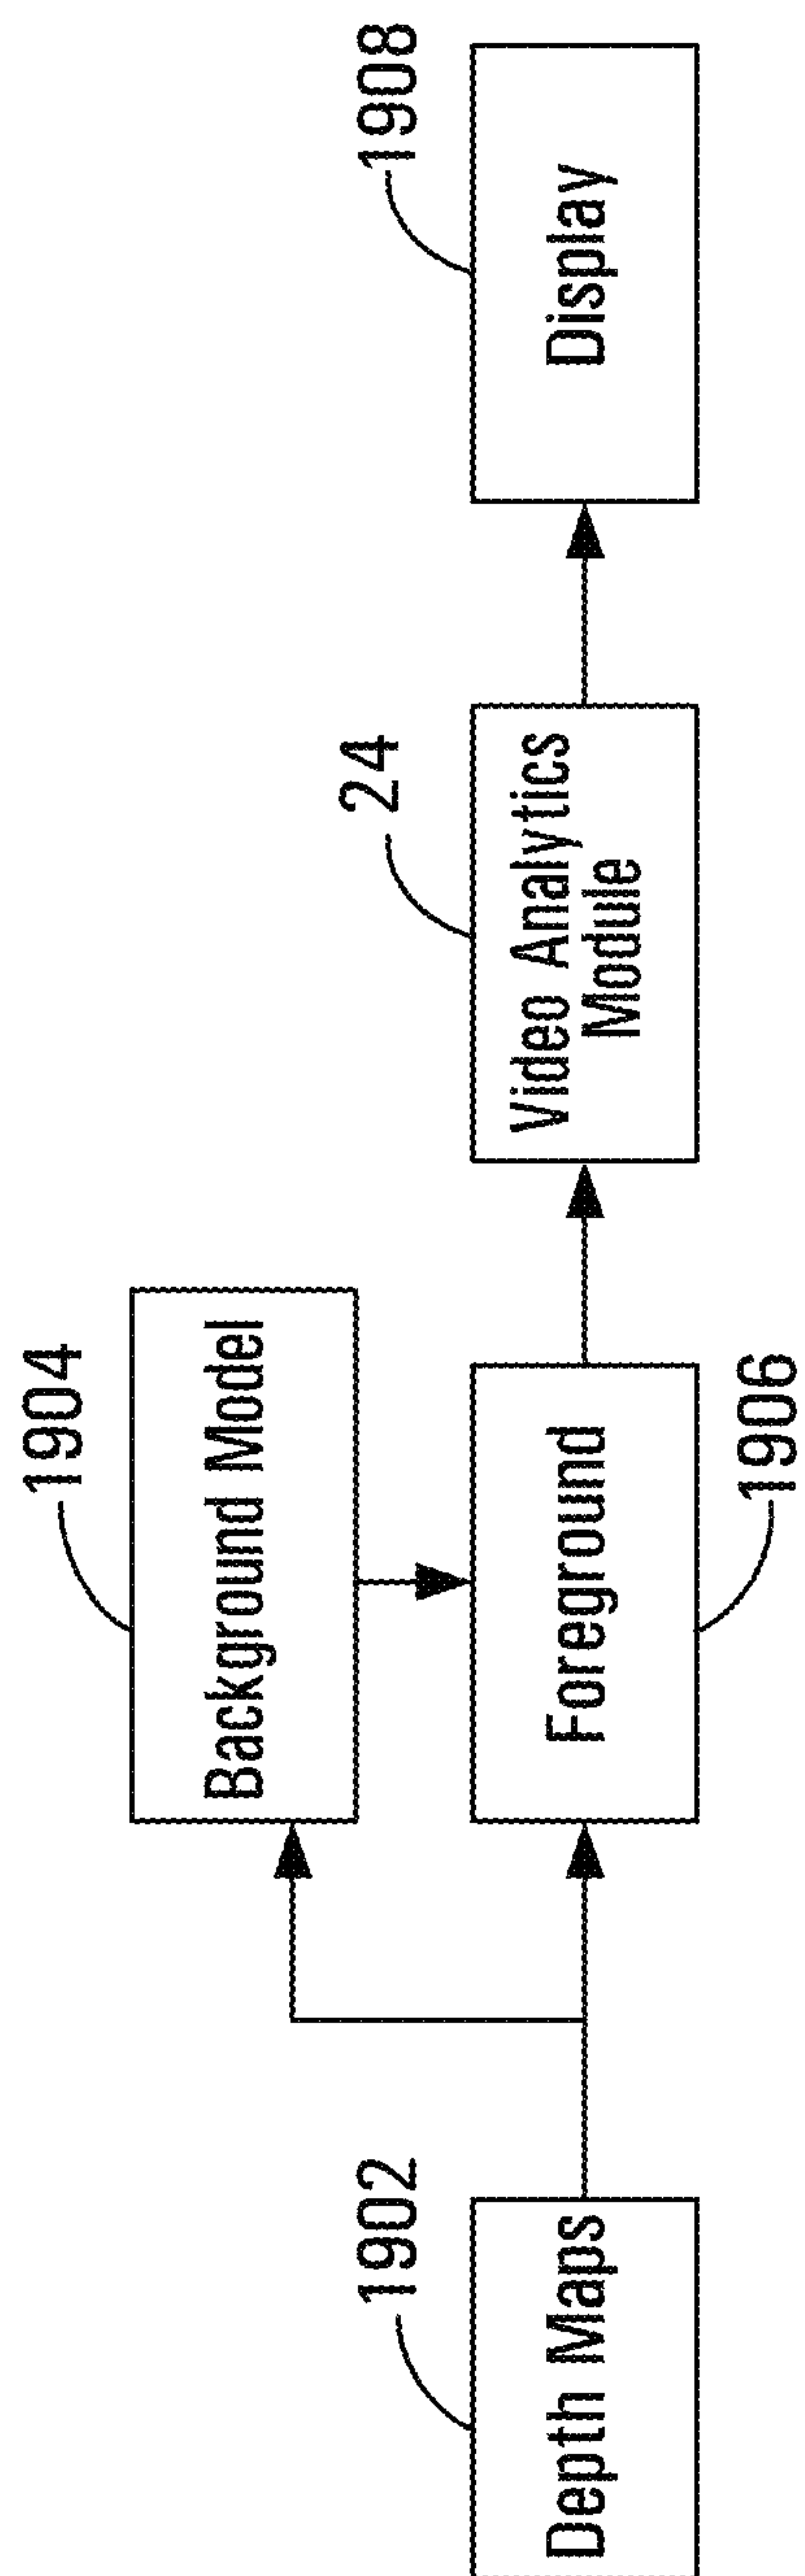 1902
Depth Maps
1904
Background Model
Foreground
1906
24
Video Analytics
Module
1908
Display